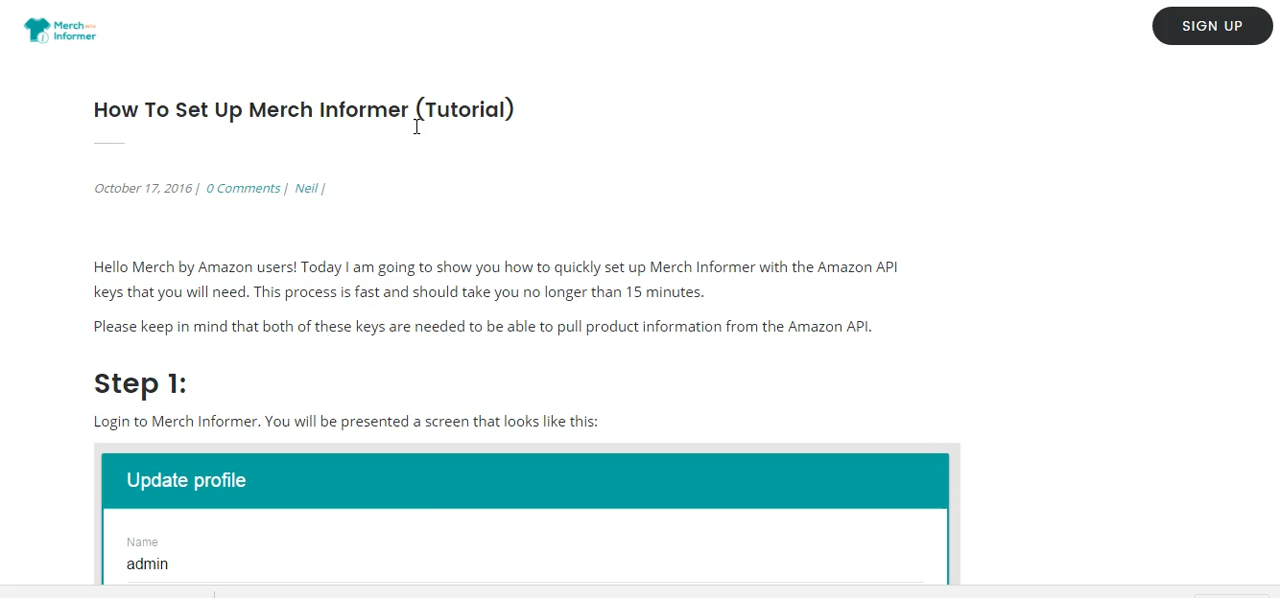 Merch
Informer
SIGN UP
How To Set Up Merch Informer (Tutorial)
October 17, 2016 | 0 Comments | Neil |
Hello Merch by Amazon users! Today I am going to show you how to quickly set up Merch Informer with the Amazon API
keys that you will need. This process is fast and should take you no longer than 15 minutes.
Please keep in mind that both of these keys are needed to be able to pull product information from the Amazon API.
Step 1:
Login to Merch Informer. You will be presented a screen that looks like this:
Update profile
Name
admin